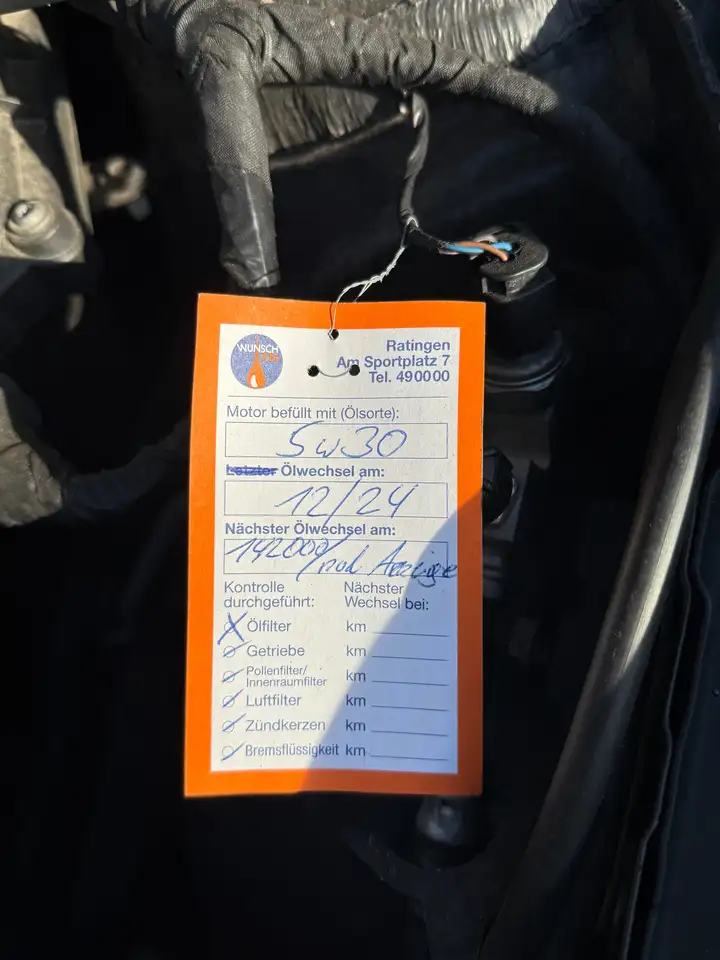 WUNSCH
Ratingen
Am Sportplatz 7
Tel. 490000
Motor befüllt mit (Ölsorte):
5w30
Letzter Ölwechsel am:
12/24
Nächster Ölwechsel am:
142000/ Anzeige
Kontrolle durchgeführt:
Nächster Wechsel bei:
Ölfilter km
Getriebe km
Pollenfilter/
Innenraumfilter km
Luftfilter km
Zündkerzen km
Bremsflüssigkeit km